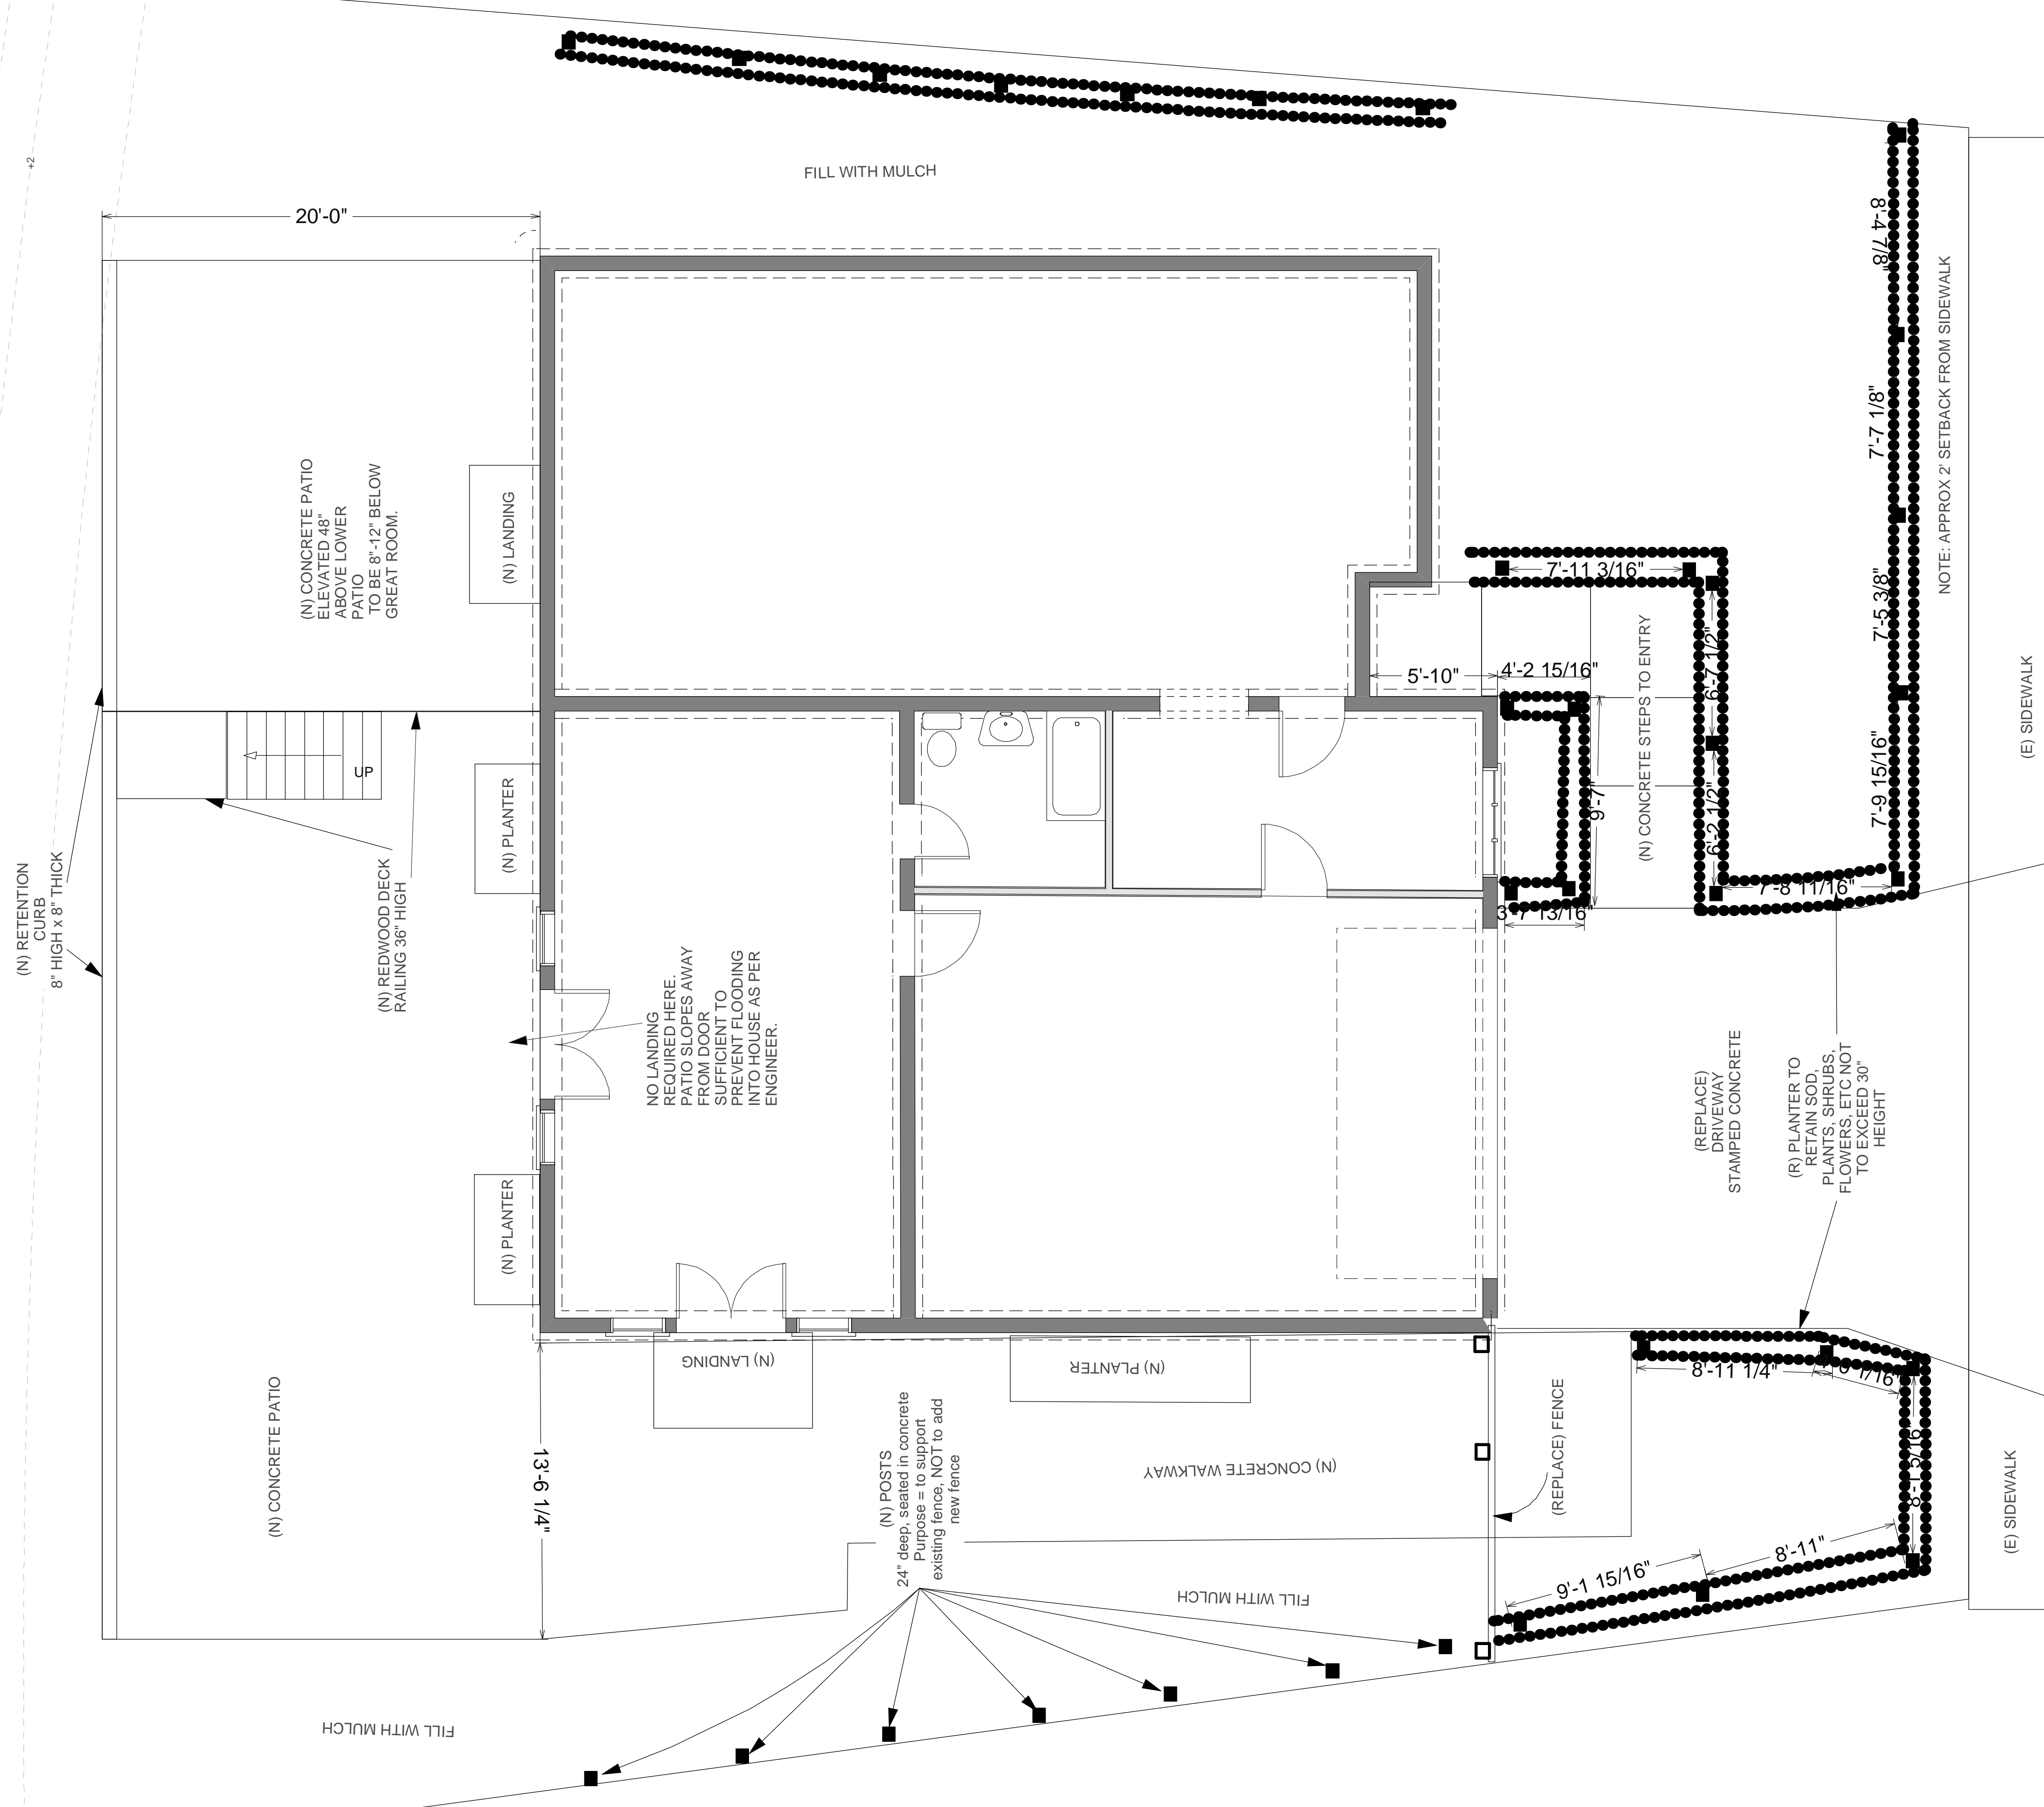 +2
FILL WITH MULCH
20'-0"
8'-4 7/8"
7'-7 1/8"
7'-5 3/8"
7'-9 15/16"
NOTE: APPROX 2' SETBACK FROM SIDEWALK
(E) SIDEWALK
(N) CONCRETE PATIO
ELEVATED 48"
ABOVE LOWER
PATIO
TO BE 8"-12" BELOW
GREAT ROOM.
(N) LANDING
7'-11 3/16"
5'-10"
4'-2 15/16"
6'-7 1/2"
(N) CONCRETE STEPS TO ENTRY
6'-2 1/2"
9'-7"
7'-8 11/16"
3'-7 13/16"
UP
(N) PLANTER
(N) RETENTION
CURB
8" HIGH x 8" THICK
(N) REDWOOD DECK
RAILING 36" HIGH
NO LANDING
REQUIRED HERE.
PATIO SLOPES AWAY
FROM DOOR
SUFFICIENT TO
PREVENT FLOODING
INTO HOUSE AS PER
ENGINEER.
(REPLACE)
DRIVEWAY
STAMPED CONCRETE
(R) PLANTER TO
RETAIN SOD,
PLANTS, SHRUBS,
FLOWERS, ETC NOT
TO EXCEED 30"
HEIGHT
(N) PLANTER
(N) LANDING
(N) PLANTER
8'-11 1/4"
8'-1 5/16"
(N) CONCRETE PATIO
13'-6 1/4"
(N) POSTS
24" deep, seated in concrete
Purpose = to support
existing fence, NOT to add
new fence
(N) CONCRETE WALKWAY
(REPLACE) FENCE
(E) SIDEWALK
8'-11"
9'-1 15/16"
FILL WITH MULCH
FILL WITH MULCH